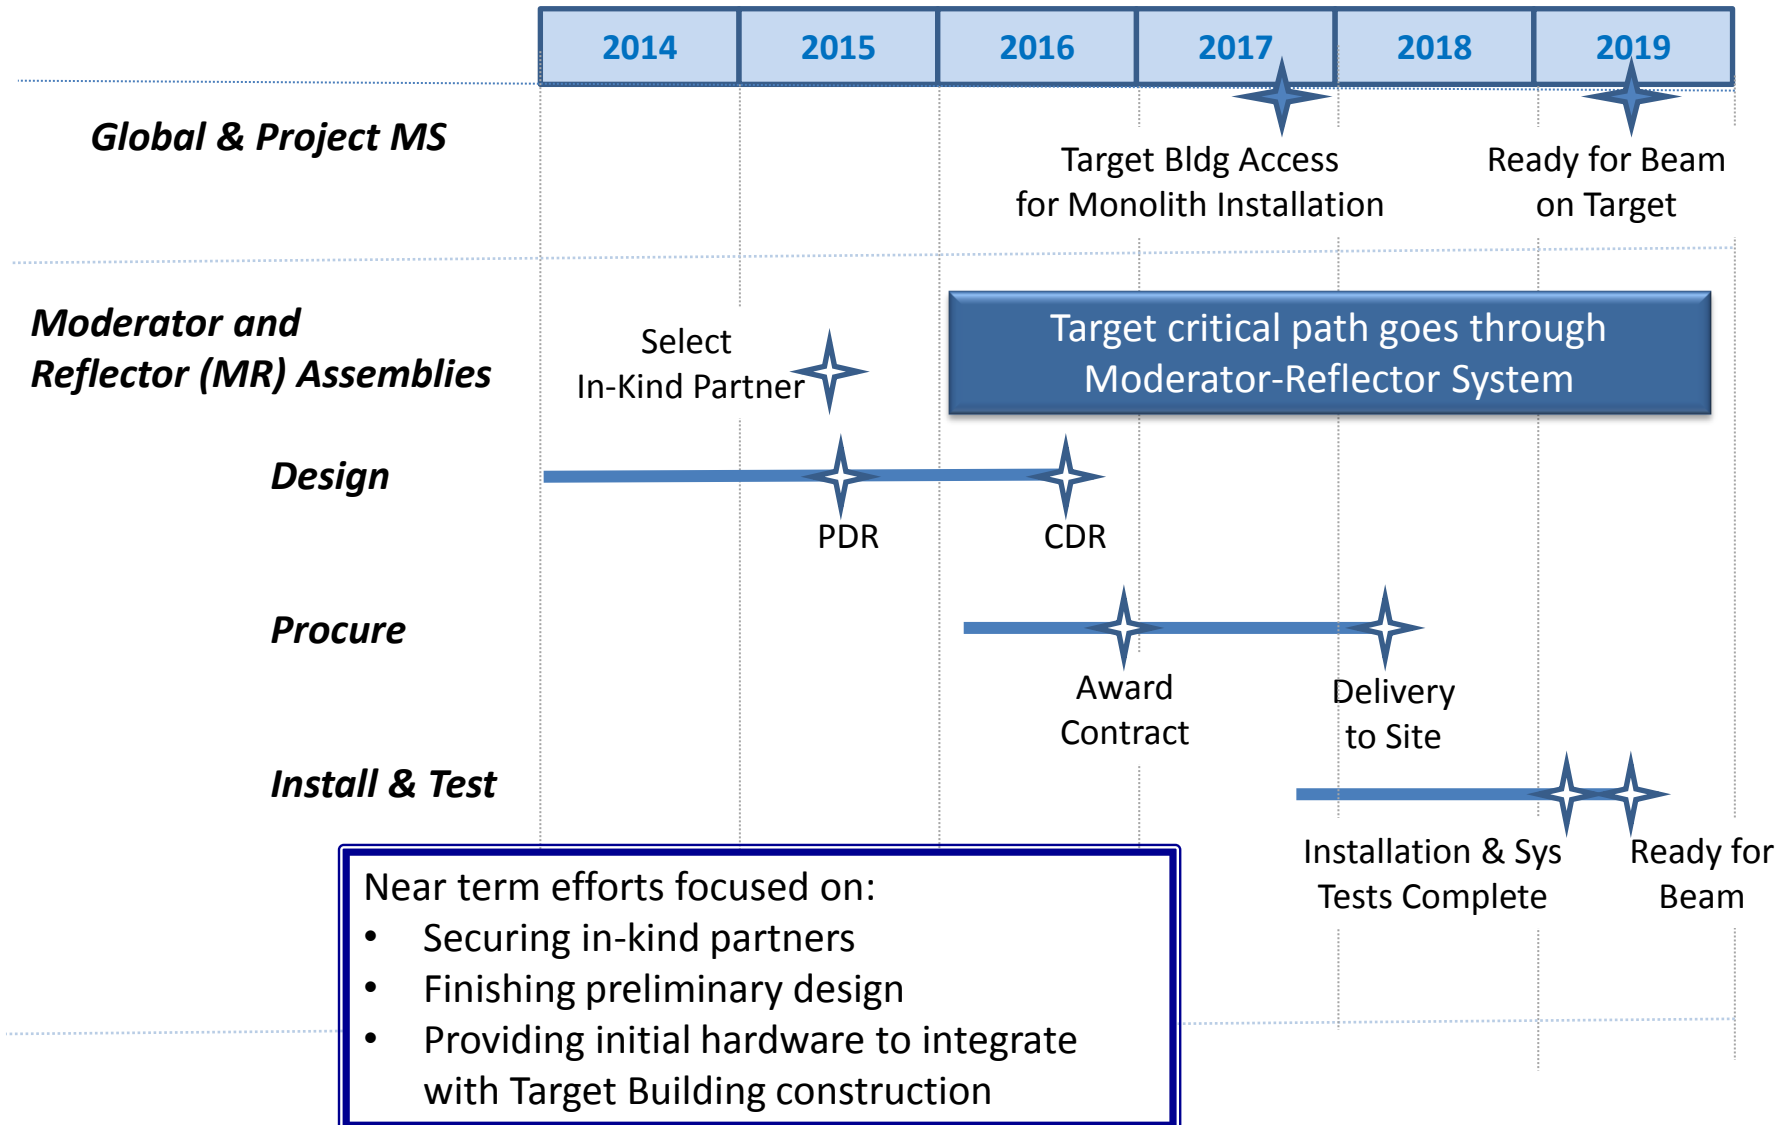 2014 2015 2016 2017 2018 2019
Global & Project MS
Target Bldg Access
for Monolith Installation
Ready for Beam
on Target
Moderator and
Reflector (MR) Assemblies
Select
In-Kind Partner
Target critical path goes through
Moderator-Reflector System
Design
PDR
CDR
Procure
Award
Contract
Delivery
to Site
Install & Test
Installation & Sys
Tests Complete
Ready for
Beam
Near term efforts focused on:
• Securing in-kind partners
• Finishing preliminary design
• Providing initial hardware to integrate
with Target Building construction